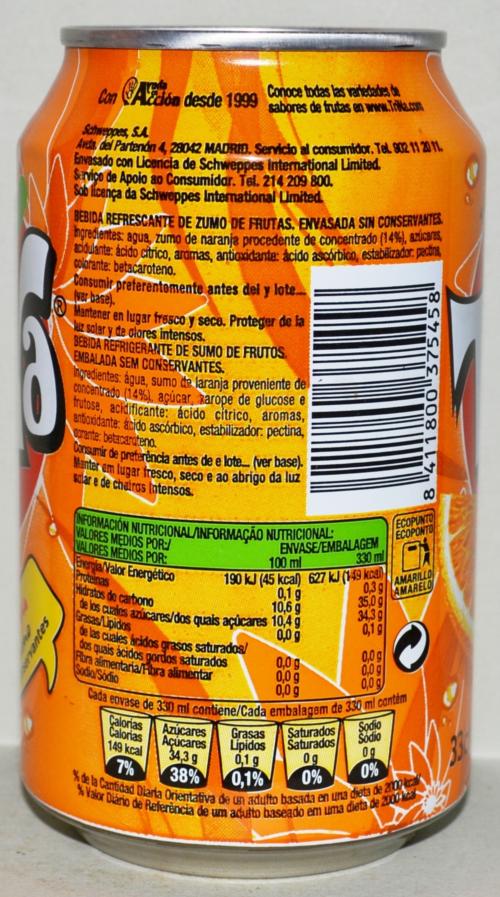 Con Ayuda en Acción desde 1999
Conoce todas las variedades de
sabores de frutas en www.TriNa.com
Schweppes, S.A.
Avda. del Partenón 4, 28042 MADRID. Servicio al consumidor. Tel. 902 11 20 11.
Envasado con Licencia de Schweppes International Limited.
Serviço de Apoio ao Consumidor. Tel. 214 209 800.
Sob licença da Schweppes International Limited.
BEBIDA REFRESCANTE DE ZUMO DE FRUTAS. ENVASADA SIN CONSERVANTES.
Ingredientes: agua, zumo de naranja procedente de concentrado (14%), azúcares,
acidulante: ácido cítrico, aromas, antioxidante: ácido ascórbico, estabilizador: pectina,
colorante: betacaroteno.
Consumir preferentemente antes del y lote...
(ver base).
Mantener en lugar fresco y seco. Proteger de la
luz solar y de olores intensos.
BEBIDA REFRIGERANTE DE SUMO DE FRUTOS.
EMBALADA SEM CONSERVANTES.
Ingredientes: água, sumo de laranja proveniente de
concentrado (14%), açúcar, xarope de glucose e
frutose, acidificante: ácido cítrico, aromas,
antioxidante: ácido ascórbico, estabilizador: pectina,
corante: betacaroteno.
Consumir de preferência antes de e lote... (ver base).
Manter em lugar fresco, seco e ao abrigo da luz
solar e de cheiros intensos.
8 411800 375458
a®
INFORMACIÓN NUTRICIONAL/INFORMAÇÃO NUTRICIONAL:
VALORES MEDIOS POR:/ ENVASE/EMBALAGEM
VALORES MEDIOS POR: 100 ml 330 ml
Energía/Valor Energético 190 kJ (45 kcal) 627 kJ (149 kcal)
Proteínas 0,1 g 0,3 g
Hidratos de carbono 10,6 g 35,0 g
de los cuales azúcares/dos quais açúcares 10,4 g 34,3 g
Grasas/Lípidos 0,0 g 0,1 g
de las cuales ácidos grasos saturados/
dos quais ácidos gordos saturados 0,0 g 0,0 g
Fibra alimentaria/Fibra alimentar 0,0 g 0,0 g
Sodio/Sódio 0,0 g 0,0 g
ECOPUNTO
ECOPONTO
AMARILLO
AMARELO
Cada envase de 330 ml contiene/Cada embalagem de 330 ml contém
Calorías
Calorias
149 kcal
7%
Azúcares
Açúcares
34,3 g
38%
Grasas
Lípidos
0,1 g
0,1%
Saturados
Saturados
0 g
0%
Sodio
Sódio
0 g
0%
% de la Cantidad Diaria Orientativa de un adulto basada en una dieta de 2000 kcal/
% Valor Diário de Referência de um adulto baseado em uma dieta de 2000 kcal
33